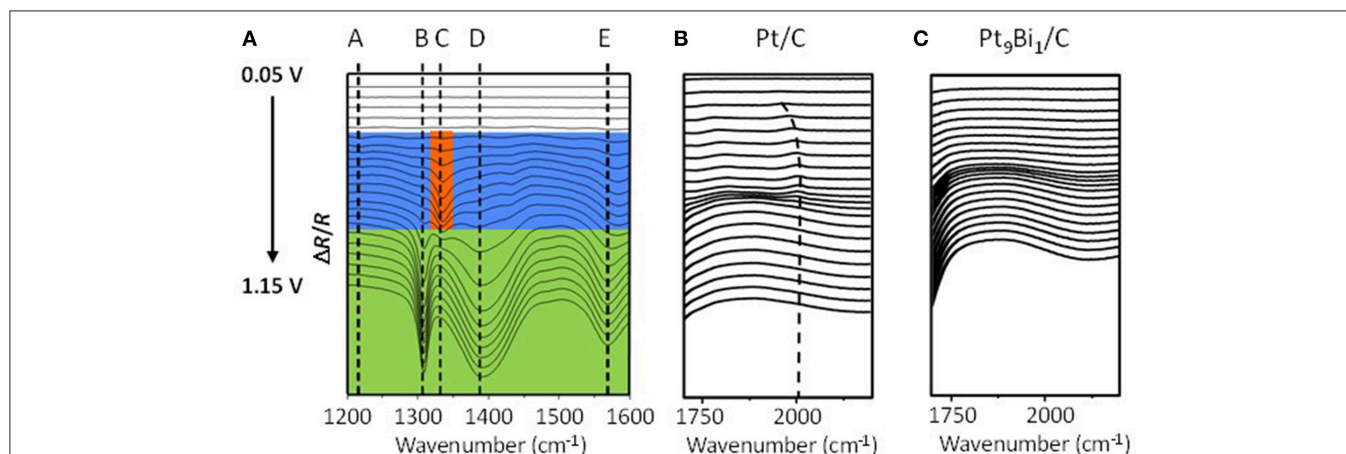 A A B C D E B Pt/C C Pt₉Bi₁/C
0.05 V
ΔR/R
1.15 V
1200 1300 1400 1500 1600 1750 2000 1750 2000
Wavenumber (cm⁻¹) Wavenumber (cm⁻¹) Wavenumber (cm⁻¹)